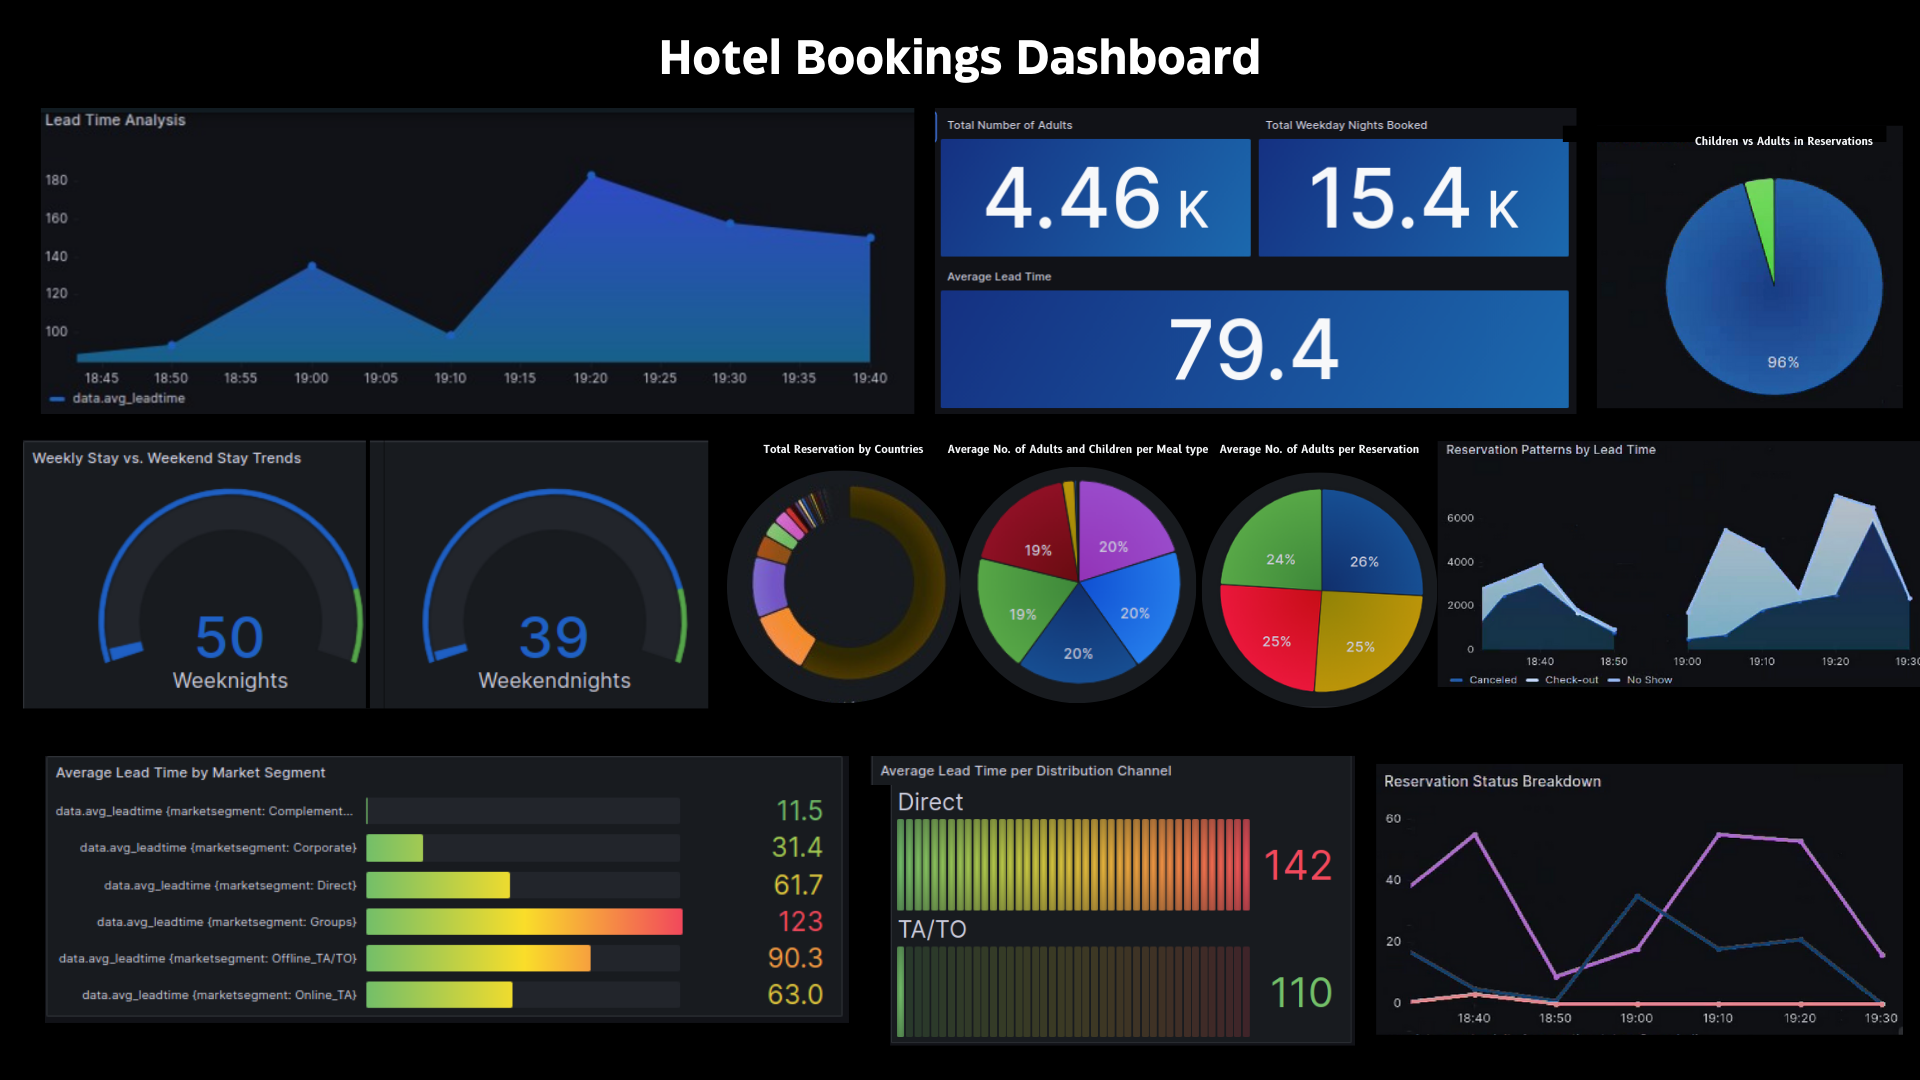 Hotel Bookings Dashboard
Lead Time Analysis
180
160
140
120
100
18:45 18:50 18:55 19:00 19:05 19:10 19:15 19:20 19:25 19:30 19:35 19:40
data.avg_leadtime
Total Number of Adults
4.46 K
Total Weekday Nights Booked
15.4 K
Average Lead Time
79.4
Children vs Adults in Reservations
96%
Weekly Stay vs. Weekend Stay Trends
50
Weeknights
39
Weekendnights
Total Reservation by Countries
Average No. of Adults and Children per Meal type
19%
20%
19%
20%
20%
Average No. of Adults per Reservation
24%
26%
25%
25%
Reservation Patterns by Lead Time
6000
4000
2000
0
18:40 18:50 19:00 19:10 19:20 19:30
Canceled Check-out No Show
Average Lead Time by Market Segment
data.avg_leadtime {marketsegment: Complement... 11.5
data.avg_leadtime {marketsegment: Corporate} 31.4
data.avg_leadtime {marketsegment: Direct} 61.7
data.avg_leadtime {marketsegment: Groups} 123
data.avg_leadtime {marketsegment: Offline_TA/TO} 90.3
data.avg_leadtime {marketsegment: Online_TA} 63.0
Average Lead Time per Distribution Channel
Direct
142
TA/TO
110
Reservation Status Breakdown
60
40
20
0
18:40 18:50 19:00 19:10 19:20 19:30